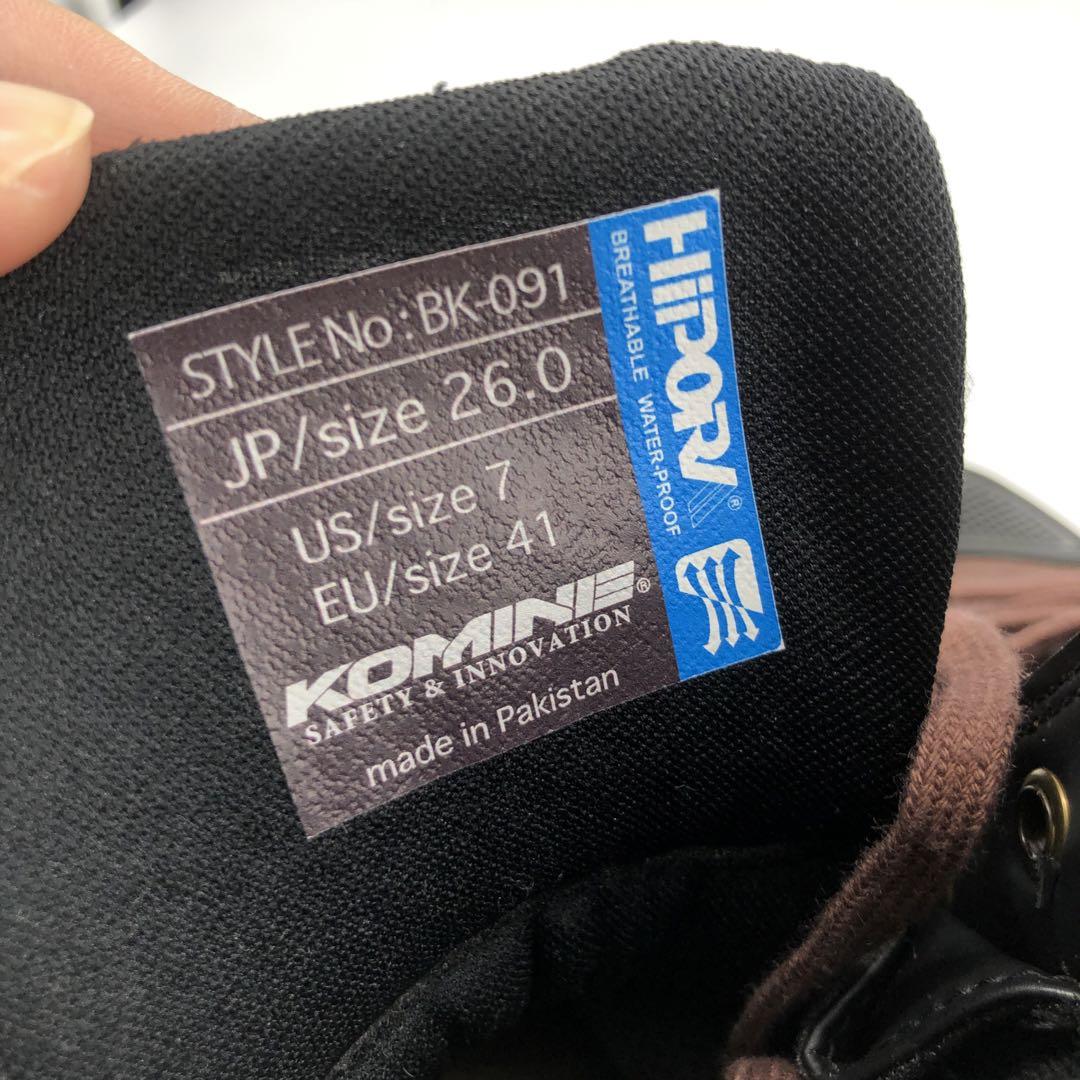 STYLE No : BK-091
JP/size 26.0
US/size 7
EU/size 41
KOMINE®
SAFETY & INNOVATION
made in Pakistan
HiPORA®
BREATHABLE WATER-PROOF